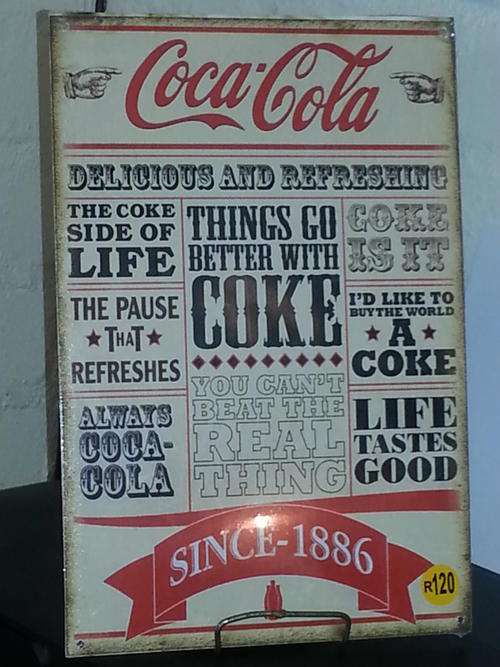 Coca-Cola
DELICIOUS AND REFRESHING
THE COKE
SIDE OF
LIFE
THE PAUSE
THAT
REFRESHES
ALWAYS
COCA-
COLA
THINGS GO
BETTER WITH
COKE
YOU CAN'T
BEAT THE
REAL
THING
COKE
IS IT
I'D LIKE TO
BUY THE WORLD
A
COKE
LIFE
TASTES
GOOD
SINCE-1886
R120